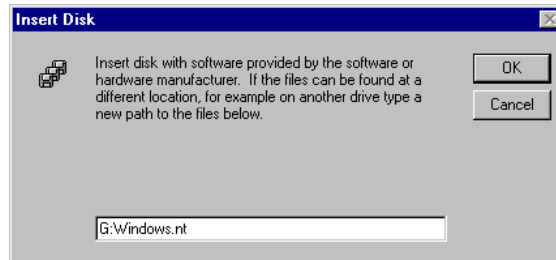 Insert Disk
Insert disk with software provided by the software or
hardware manufacturer. If the files can be found at a
different location, for example on another drive type a
new path to the files below.
OK
Cancel
G:Windows.nt